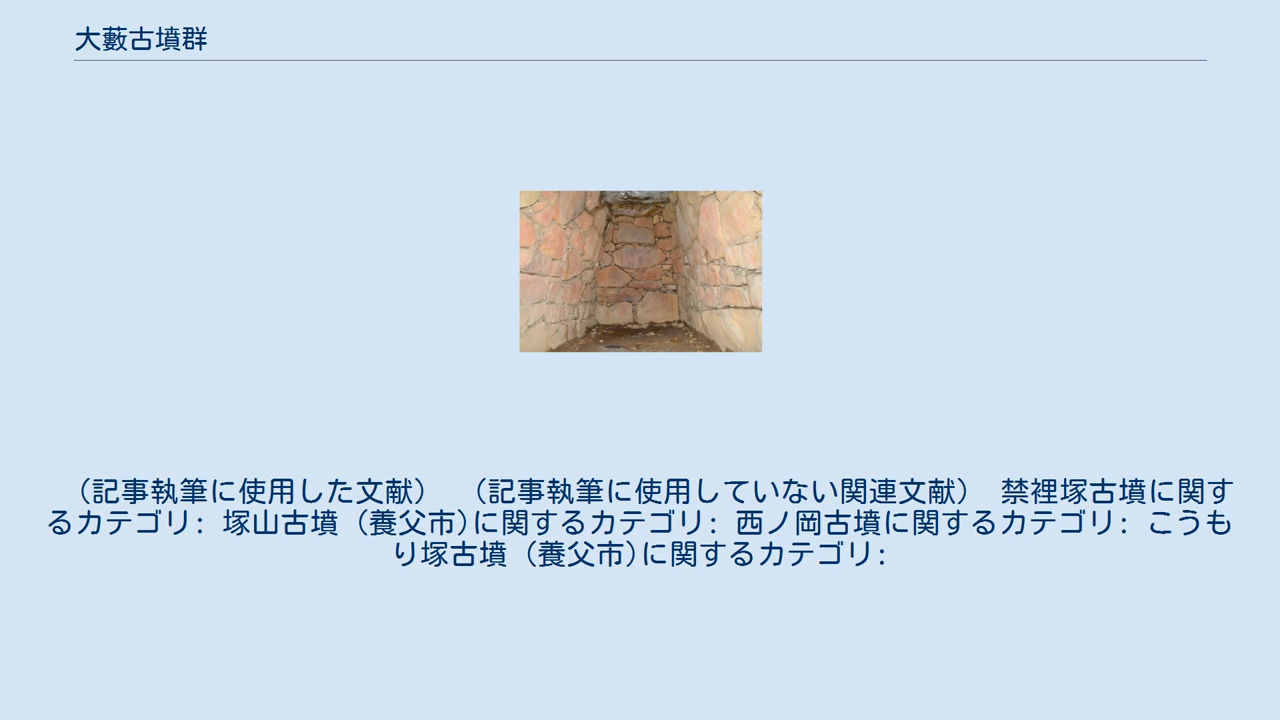 大藪古墳群
（記事執筆に使用した文献） （記事執筆に使用していない関連文献） 禁裡塚古墳に関す
るカテゴリ: 塚山古墳 (養父市)に関するカテゴリ: 西ノ岡古墳に関するカテゴリ: こうも
り塚古墳 (養父市)に関するカテゴリ: